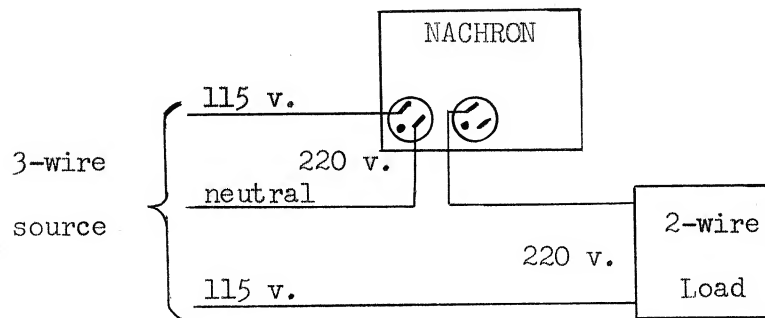 NACHRON
115 v.
220 v.
3-wire
source
neutral
2-wire
Load
220 v.
115 v.